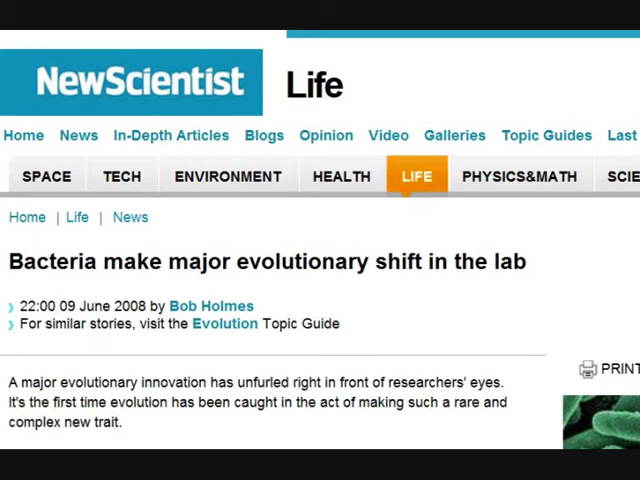 NewScientist Life
Home News In-Depth Articles Blogs Opinion Video Galleries Topic Guides Last
SPACE TECH ENVIRONMENT HEALTH LIFE PHYSICS&MATH SCIE
Home | Life | News
Bacteria make major evolutionary shift in the lab
22:00 09 June 2008 by Bob Holmes
For similar stories, visit the Evolution Topic Guide
PRINT
A major evolutionary innovation has unfurled right in front of researchers' eyes.
It's the first time evolution has been caught in the act of making such a rare and
complex new trait.